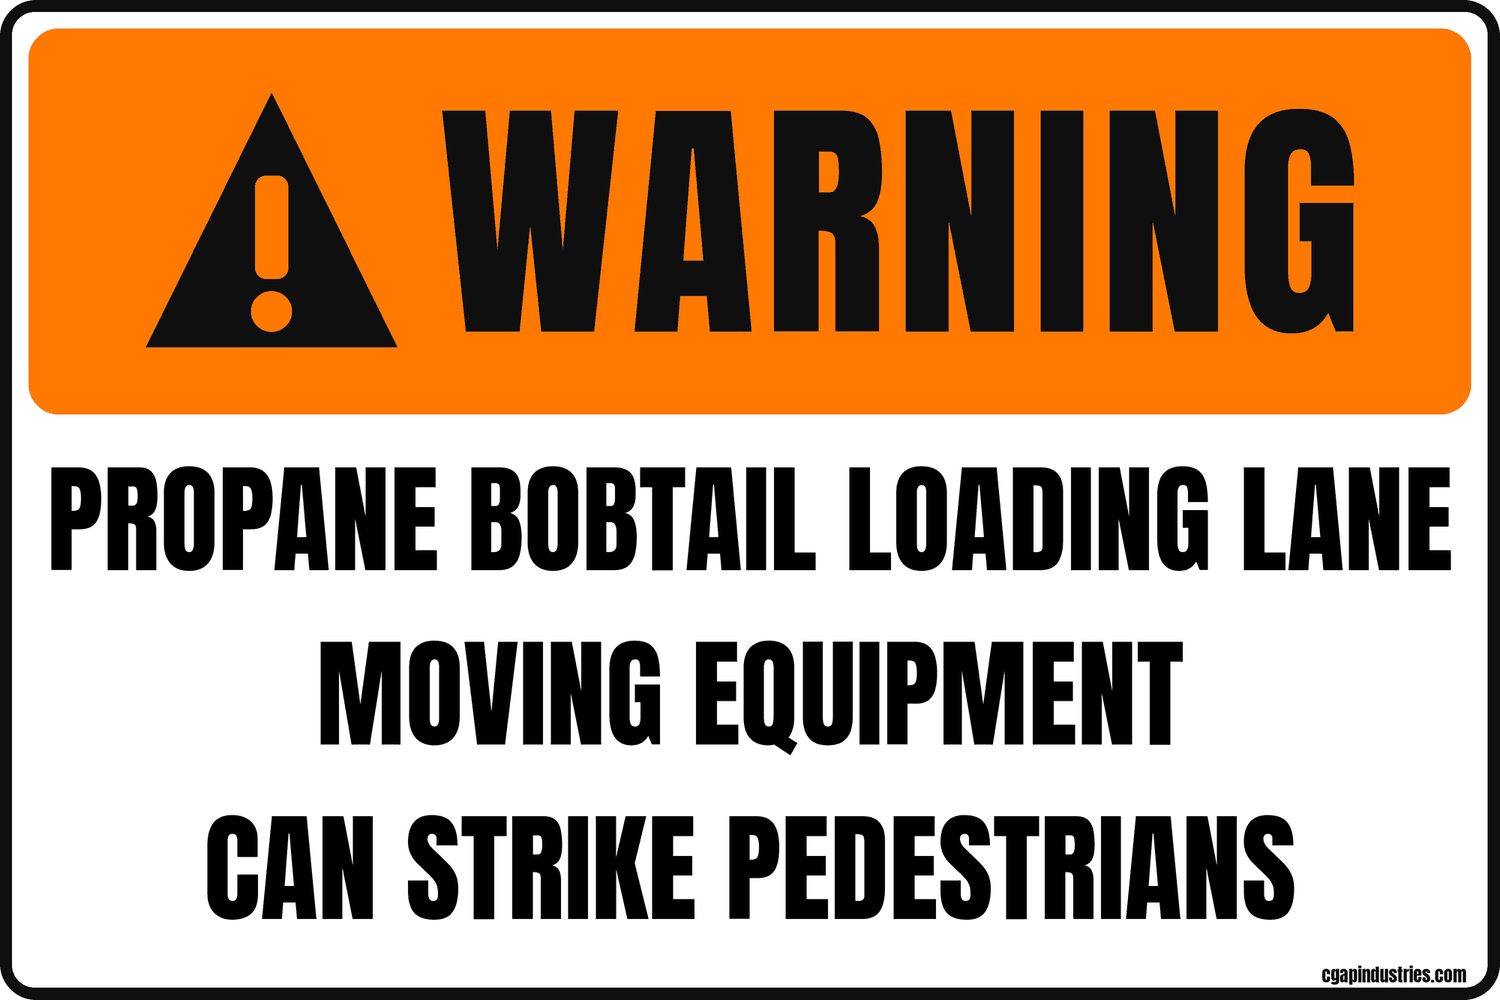 WARNING
PROPANE BOBTAIL LOADING LANE
MOVING EQUIPMENT
CAN STRIKE PEDESTRIANS
cgapindustries.com